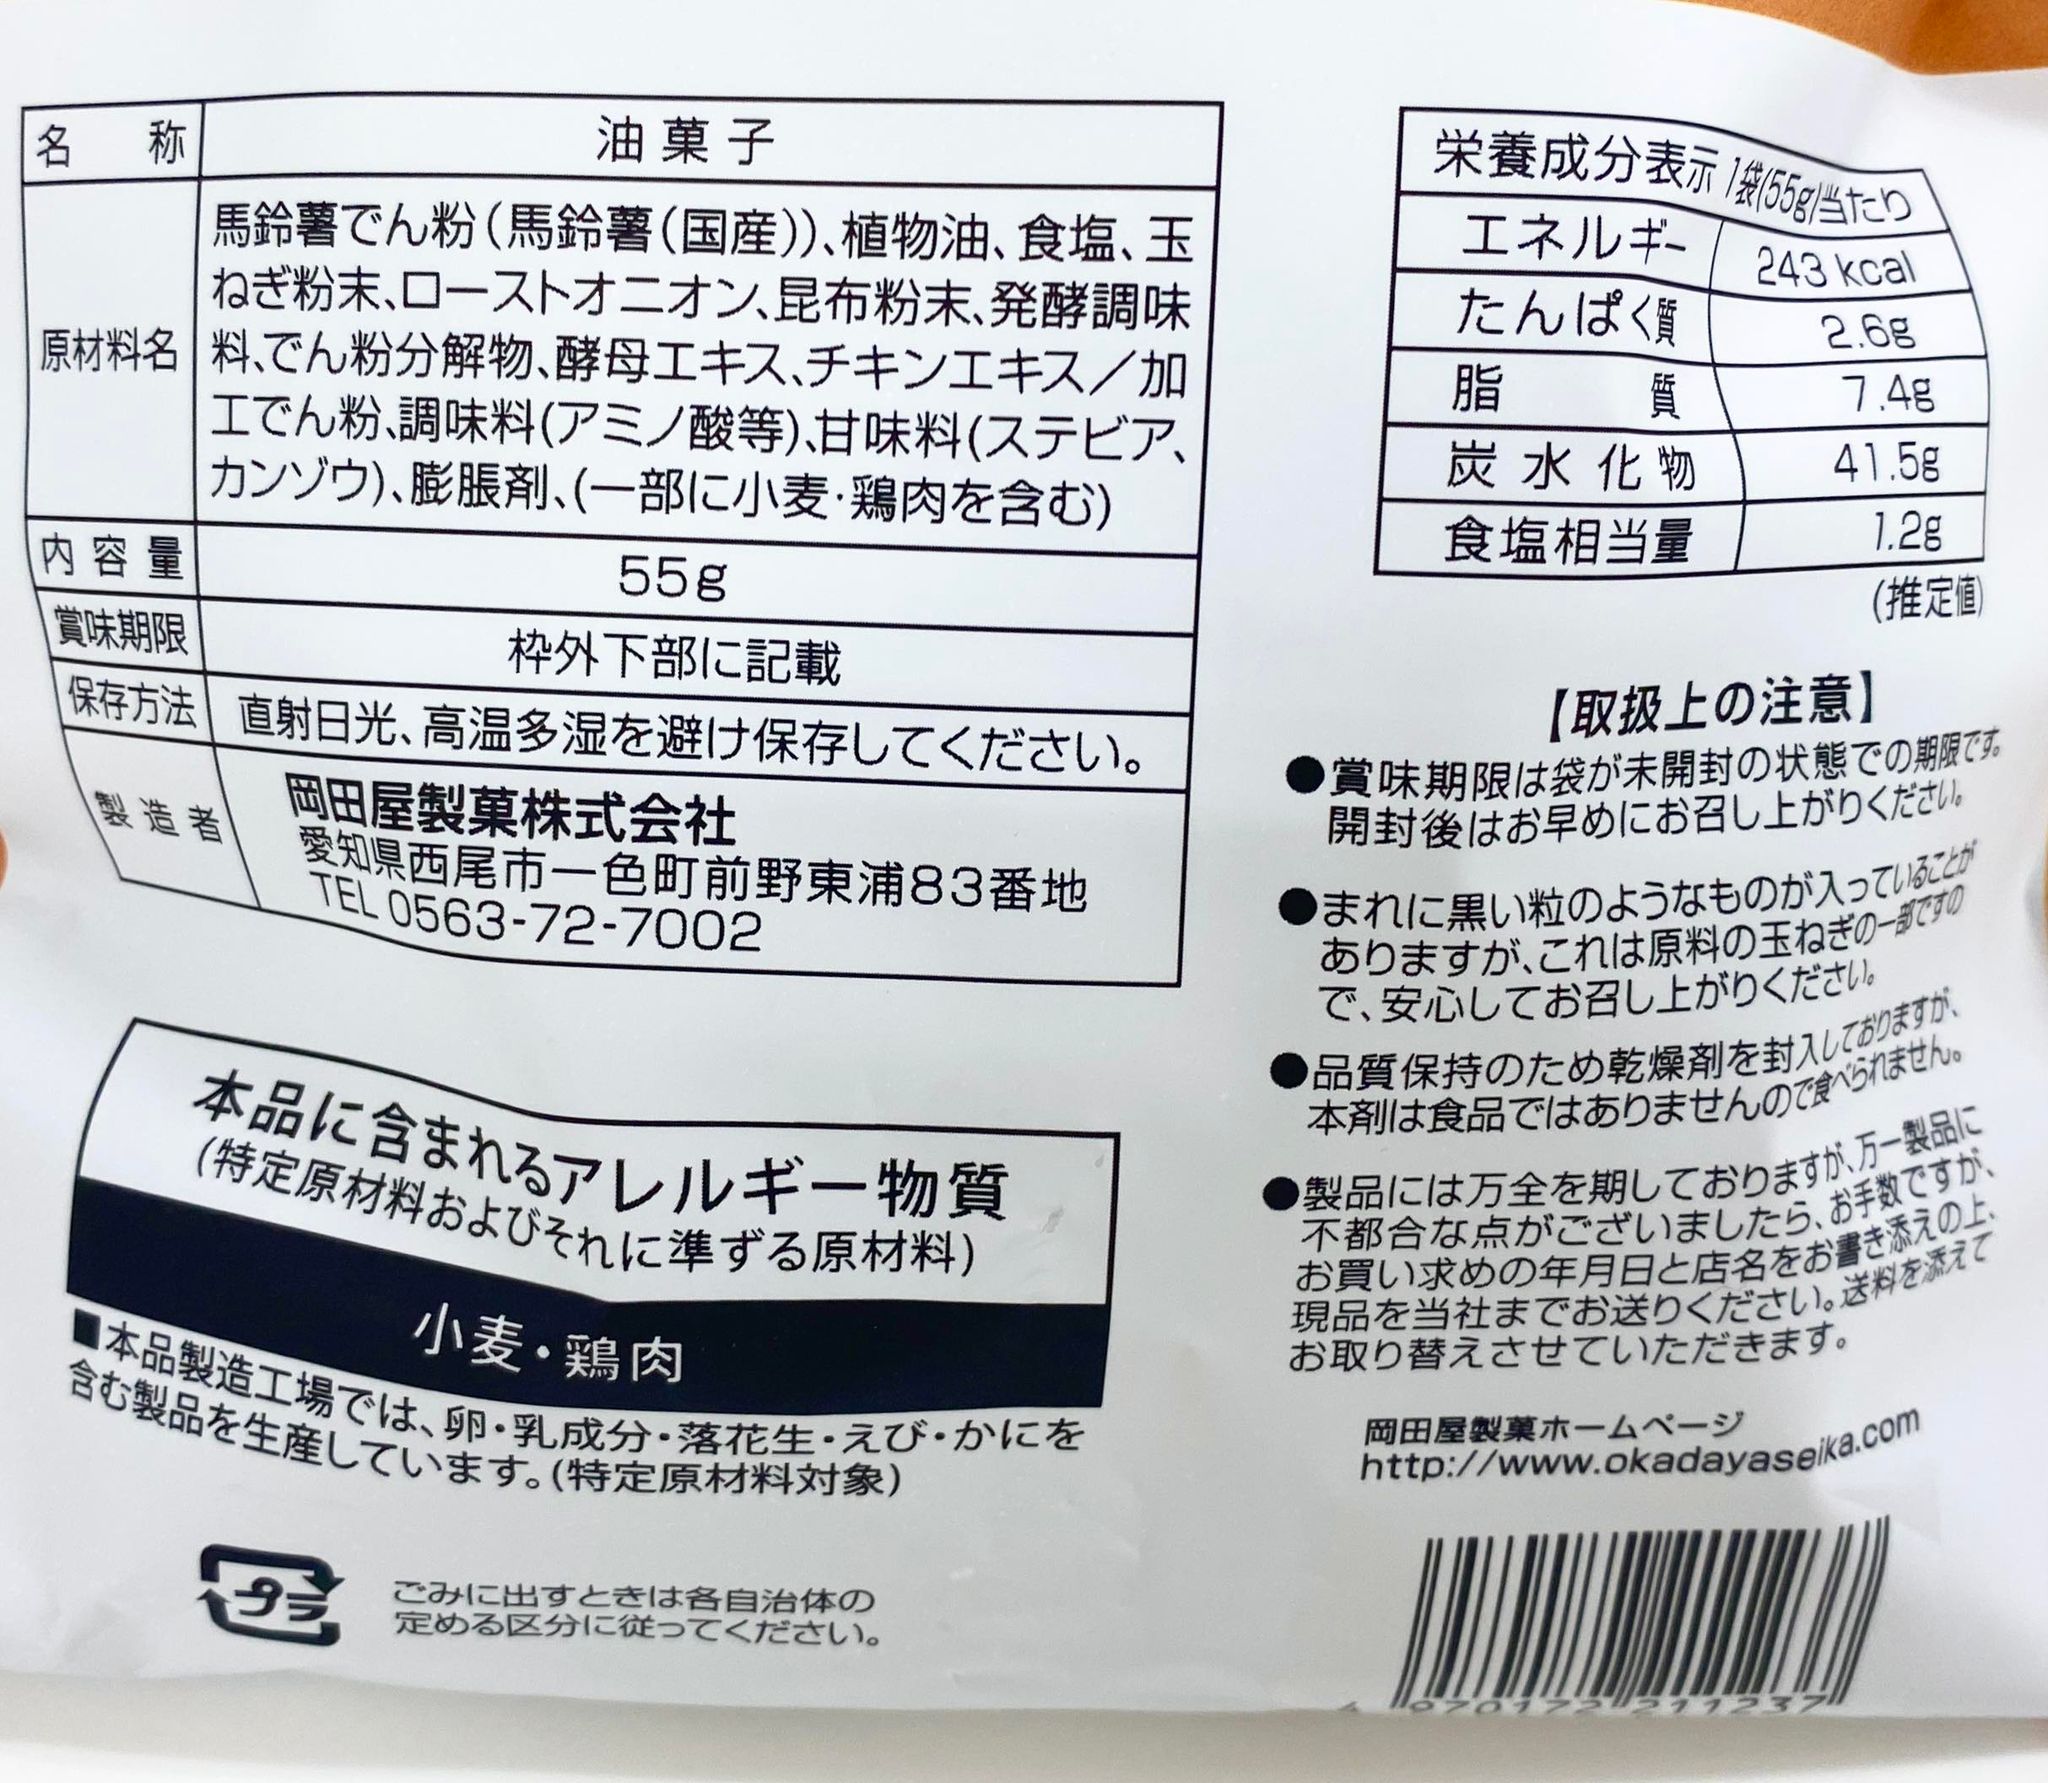 名 称 油菓子
原材料名
馬鈴薯でん粉(馬鈴薯(国産))、植物油、食塩、玉
ねぎ粉末、ローストオニオン、昆布粉末、発酵調味
料、でん粉分解物、酵母エキス、チキンエキス/加
工でん粉、調味料(アミノ酸等)、甘味料(ステビア、
カンゾウ)、膨脹剤、(一部に小麦・鶏肉を含む)
内容量 55g
賞味期限 枠外下部に記載
保存方法 直射日光、高温多湿を避け保存してください。
製造者
岡田屋製菓株式会社
愛知県西尾市一色町前野東浦83番地
TEL 0563-72-7002
本品に含まれるアレルギー物質
(特定原材料およびそれに準ずる原材料)
小麦・鶏肉
■本品製造工場では、卵・乳成分・落花生・えび・かにを
含む製品を生産しています。(特定原材料対象)
プラ
ごみに出すときは各自治体の
定める区分に従ってください。
栄養成分表示 1袋(55g)当たり
エネルギー 243kcal
たんぱく質 2.6g
脂質 7.4g
炭水化物 41.5g
食塩相当量 1.2g
(推定値)
【取扱上の注意】
●賞味期限は袋が未開封の状態での期限です。
開封後はお早めにお召し上がりください。
●まれに黒い粒のようなものが入っていることが
ありますが、これは原料の玉ねぎの一部ですの
で、安心してお召し上がりください。
●品質保持のため乾燥剤を封入しておりますが、
本剤は食品ではありませんので食べられません。
●製品には万全を期しておりますが、万一製品に
不都合な点がございましたら、お手数ですが、
お買い求めの年月日と店名をお書き添えの上、
現品を当社までお送りください。送料を添えて
お取り替えさせていただきます。
岡田屋製菓ホームページ
http://www.okadayaseika.com
4 970172 211237